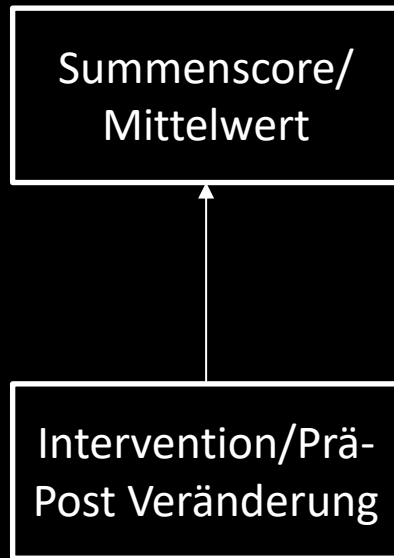 Summenscore/
Mittelwert
Intervention/Prä-
Post Veränderung